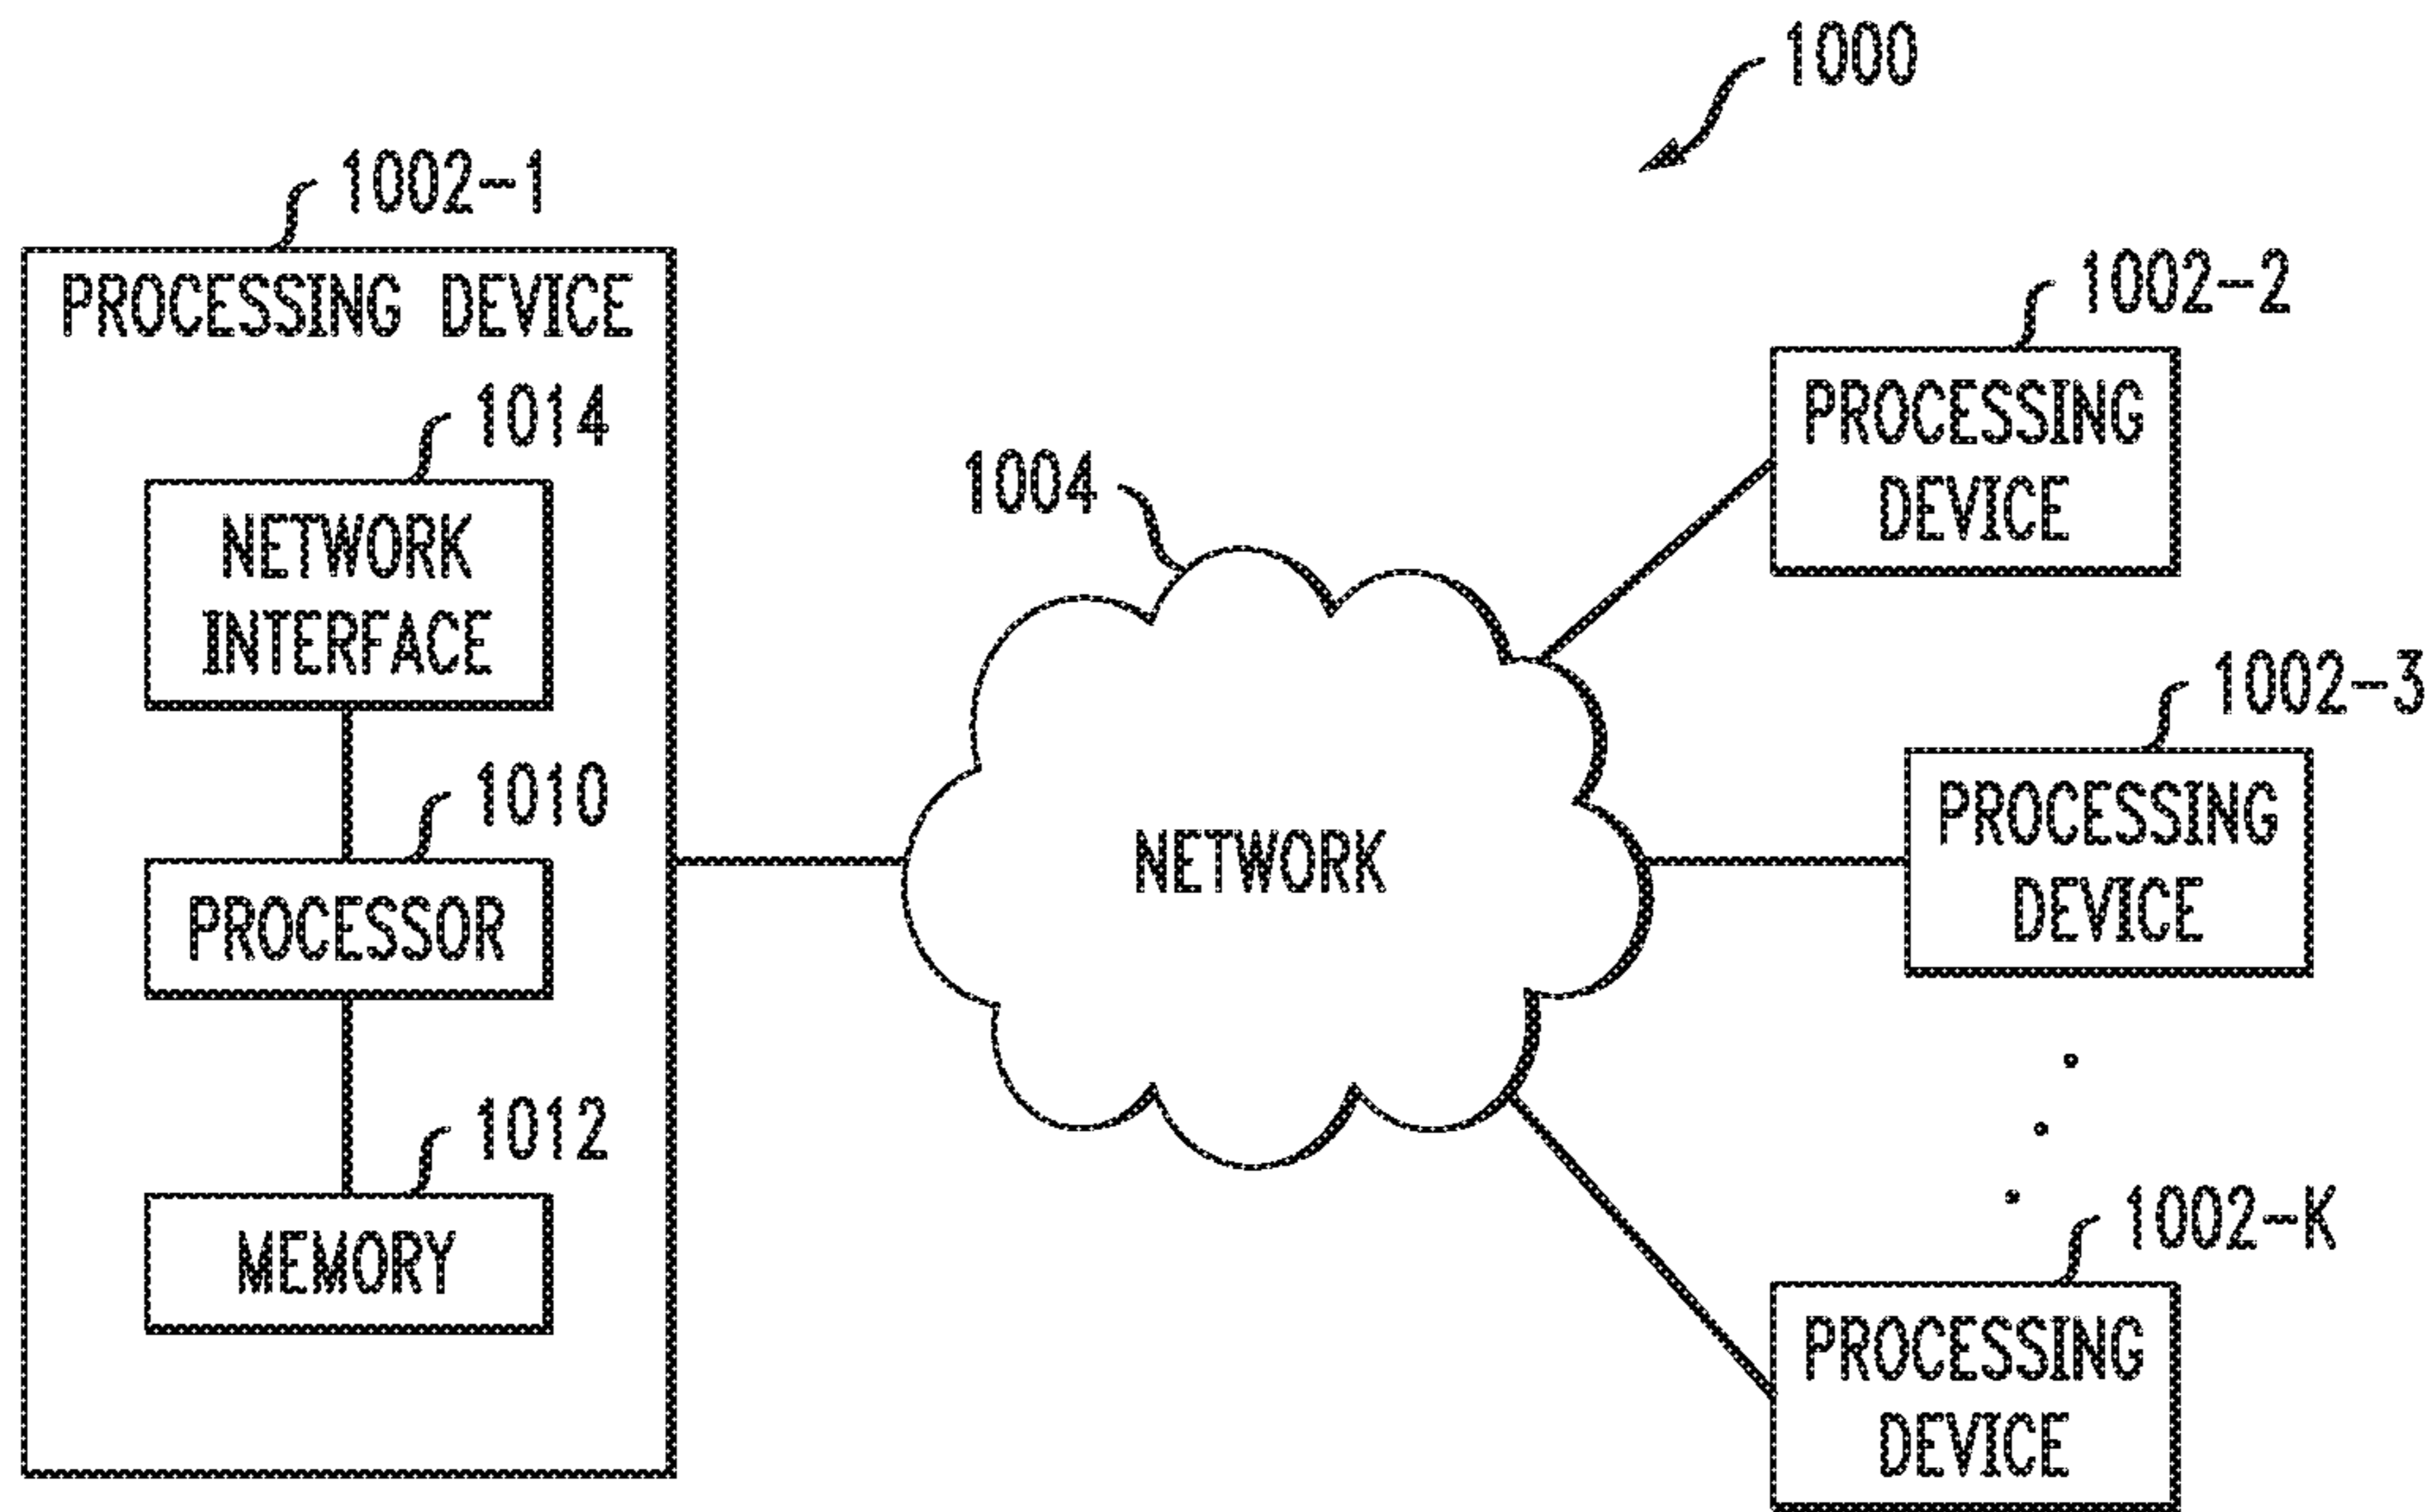 1000
1002-1
PROCESSING DEVICE
1014
NETWORK
INTERFACE
1010
PROCESSOR
1012
MEMORY
1004
NETWORK
1002-2
PROCESSING
DEVICE
1002-3
PROCESSING
DEVICE
1002-K
PROCESSING
DEVICE